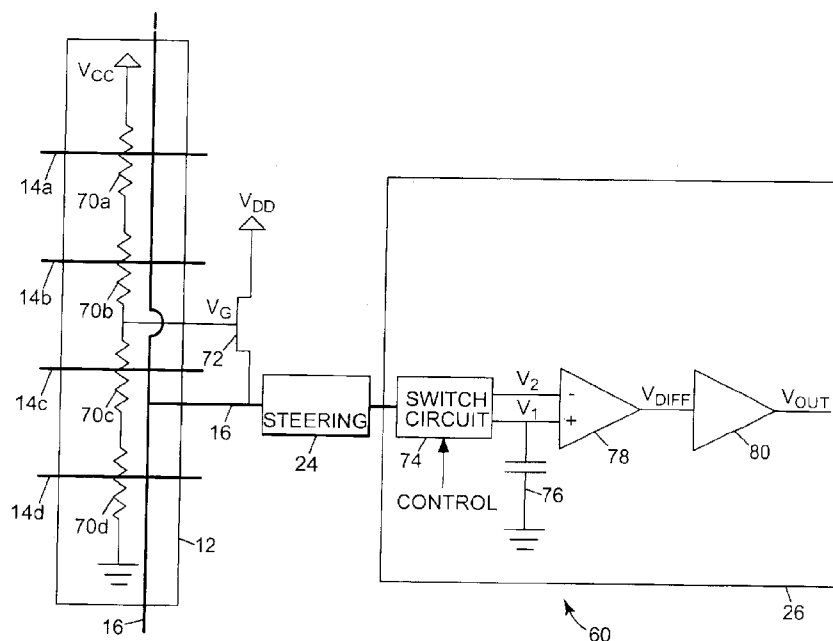 VCC
14a
70a
VDD
14b
70b
VG
72
14c
70c
16
STEERING
24
SWITCH
CIRCUIT
74
CONTROL
V2
V1
-
+
78
76
VDIFF
80
VOUT
14d
70d
12
16
60
26